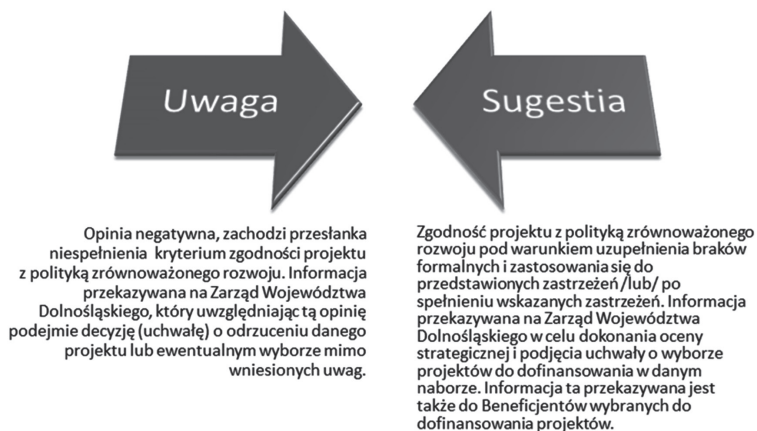 Uwaga
Opinia negatywna, zachodzi przesłanka
niespełnienia kryterium zgodności projektu
z polityką zrównoważonego rozwoju. Informacja
przekazywana na Zarząd Województwa
Dolnośląskiego, który uwzględniając tą opinię
podejmie decyzję (uchwałę) o odrzuceniu danego
projektu lub ewentualnym wyborze mimo
wniesionych uwag.
Sugestia
Zgodność projektu z polityką zrównoważonego
rozwoju pod warunkiem uzupełnienia braków
formalnych i zastosowania się do
przedstawionych zastrzeżeń /lub/ po
spełnieniu wskazanych zastrzeżeń. Informacja
przekazywana na Zarząd Województwa
Dolnośląskiego w celu dokonania oceny
strategicznej i podjęcia uchwały o wyborze
projektów do dofinansowania w danym
naborze. Informacja ta przekazywana jest
także do Beneficjentów wybranych do
dofinansowania projektów.